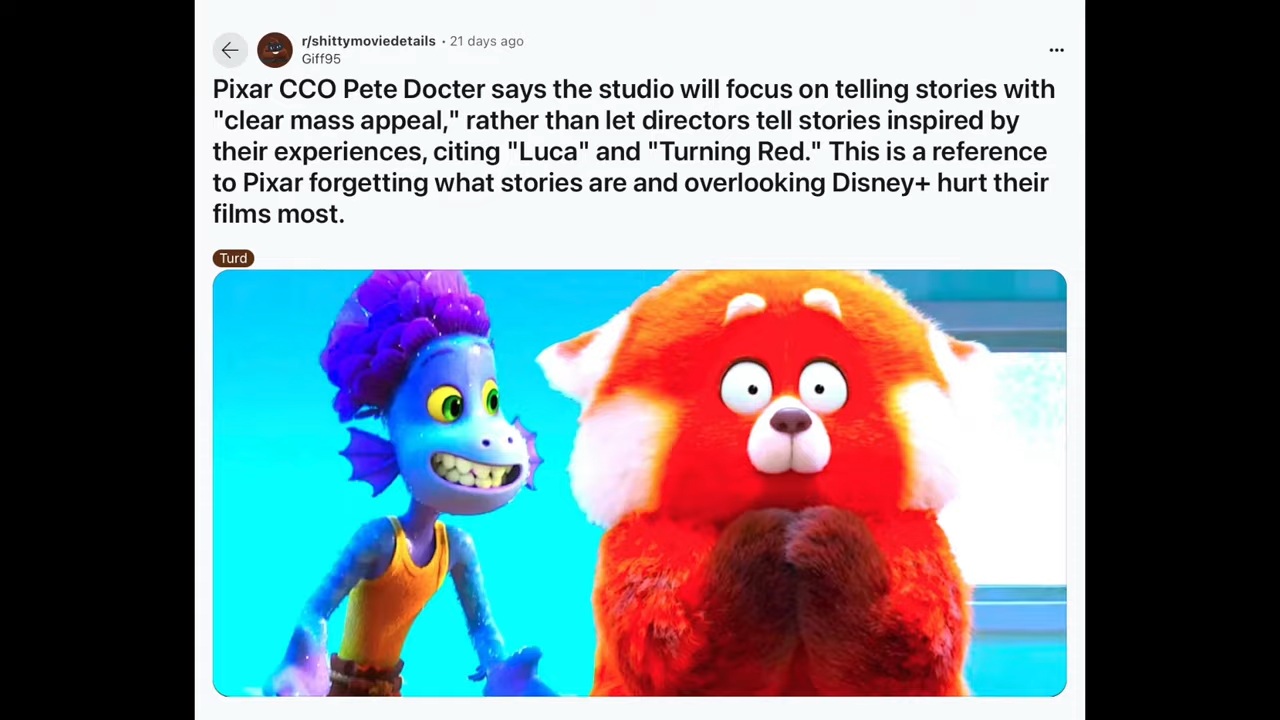 r/shittymoviedetails • 21 days ago
Giff95
Pixar CCO Pete Docter says the studio will focus on telling stories with
"clear mass appeal," rather than let directors tell stories inspired by
their experiences, citing "Luca" and "Turning Red." This is a reference
to Pixar forgetting what stories are and overlooking Disney+ hurt their
films most.
Turd